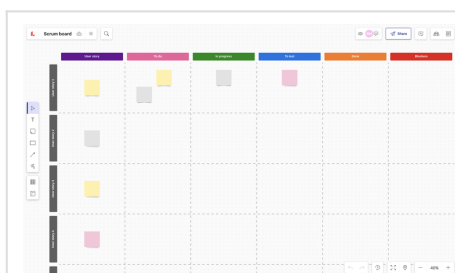 Scrum board
Share
User story
To do
In progress
To test
Done
Blockers
User story 1
User story 2
User story 3
User story 4
T
40%